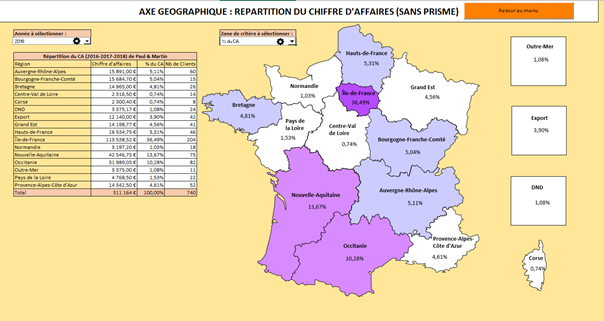 AXE GEOGRAPHIQUE : REPARTITION DU CHIFFRE D'AFFAIRES (SANS PRISME)
Retour au menu
Année à sélectionner :
2018
Zone de critère à sélectionner :
% du CA
Répartition du CA (2016-2017-2018) de Paul & Martin
Région Chiffre d'affaires % du CA Nb de Clients
Auvergne-Rhône-Alpes 15 891,00 € 5,11% 60
Bourgogne-Franche-Comté 15 684,70 € 5,04% 15
Bretagne 14 965,00 € 4,81% 26
Centre-Val de Loire 2 316,50 € 0,74% 14
Corse 2 300,40 € 0,74% 8
DND 3 375,17 € 1,08% 24
Export 12 140,00 € 3,90% 42
Grand Est 14 198,77 € 4,56% 41
Hauts-de-France 16 534,75 € 5,31% 46
Île-de-France 113 538,52 € 36,49% 204
Normandie 3 197,20 € 1,03% 18
Nouvelle-Aquitaine 42 546,75 € 13,67% 75
Occitanie 31 989,03 € 10,28% 82
Outre-Mer 3 375,00 € 1,08% 11
Pays de la Loire 4 768,50 € 1,53% 22
Provence-Alpes-Côte d'Azur 14 342,50 € 4,61% 52
Total 311 164 € 100,00% 740
Hauts-de-France
5,31%
Normandie
1,03%
Île-de-France
36,49%
Grand Est
4,56%
Bretagne
4,81%
Pays de
la Loire
1,53%
Centre-Val
de Loire
0,74%
Bourgogne-Franche-Comté
5,04%
Nouvelle-Aquitaine
13,67%
Auvergne-Rhône-Alpes
5,11%
Occitanie
10,28%
Provence-Alpes-
Côte d'Azur
4,61%
Corse
0,74%
Outre-Mer
1,08%
Export
3,90%
DND
1,08%